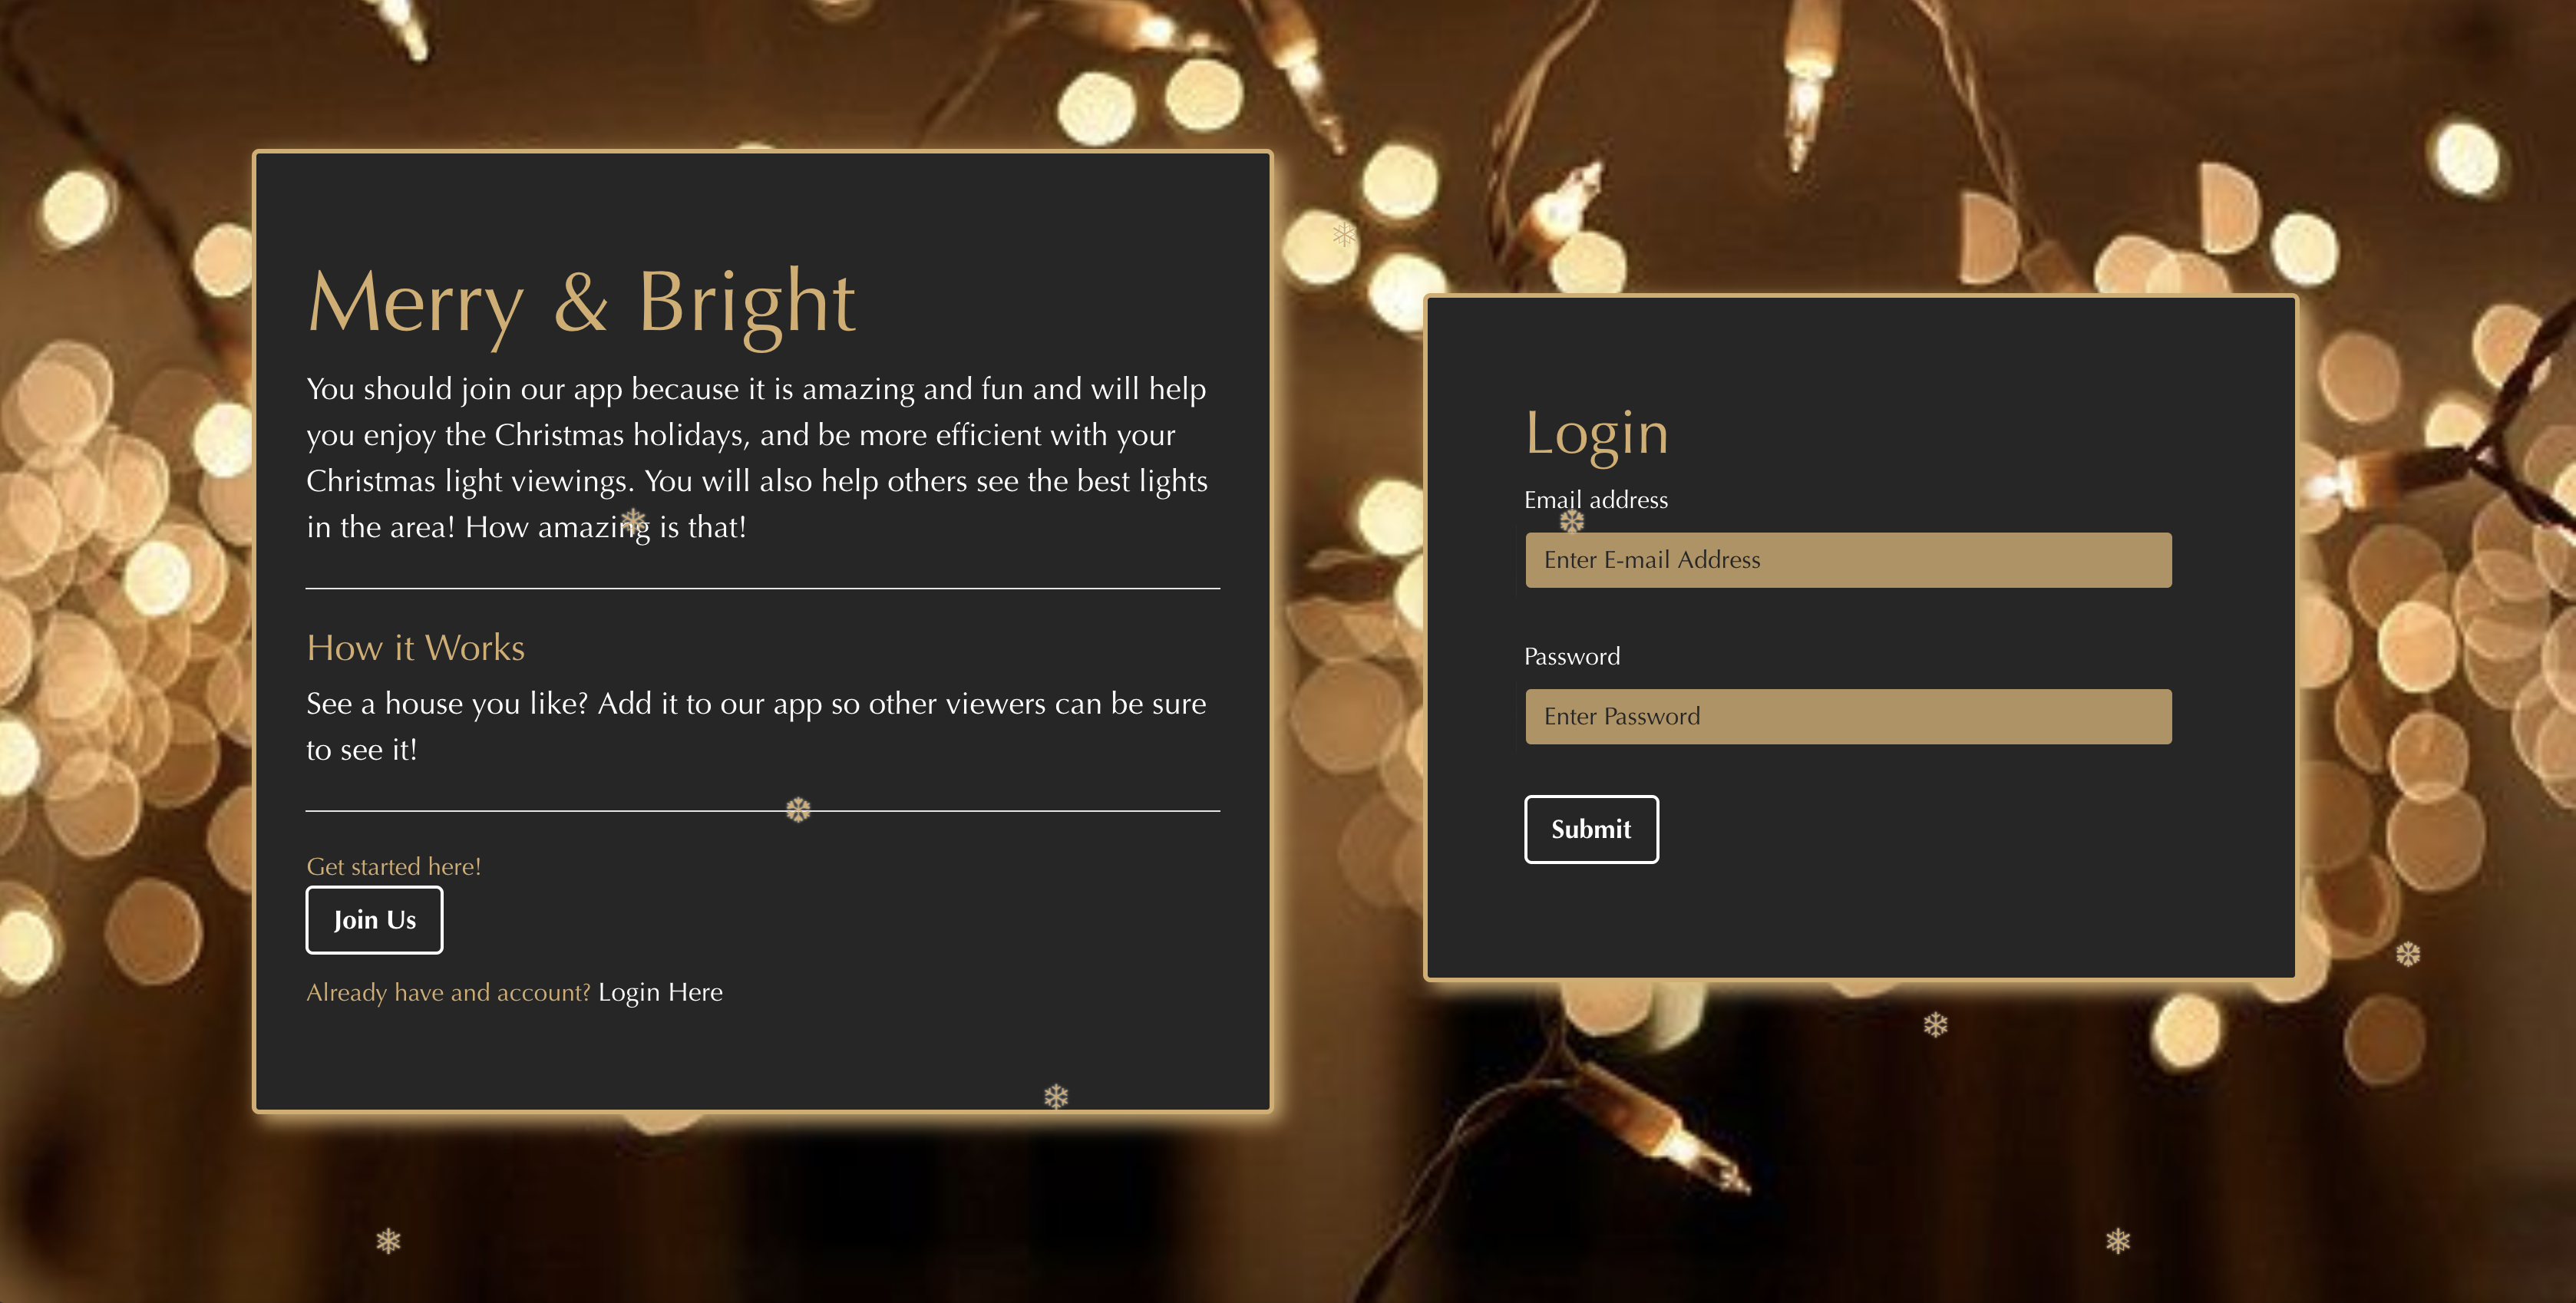 Merry & Bright
You should join our app because it is amazing and fun and will help
you enjoy the Christmas holidays, and be more efficient with your
Christmas light viewings. You will also help others see the best lights
in the area! How amazing is that!
How it Works
See a house you like? Add it to our app so other viewers can be sure
to see it!
Get started here!
Join Us
Already have and account? Login Here
Login
Email address
Enter E-mail Address
Password
Enter Password
Submit